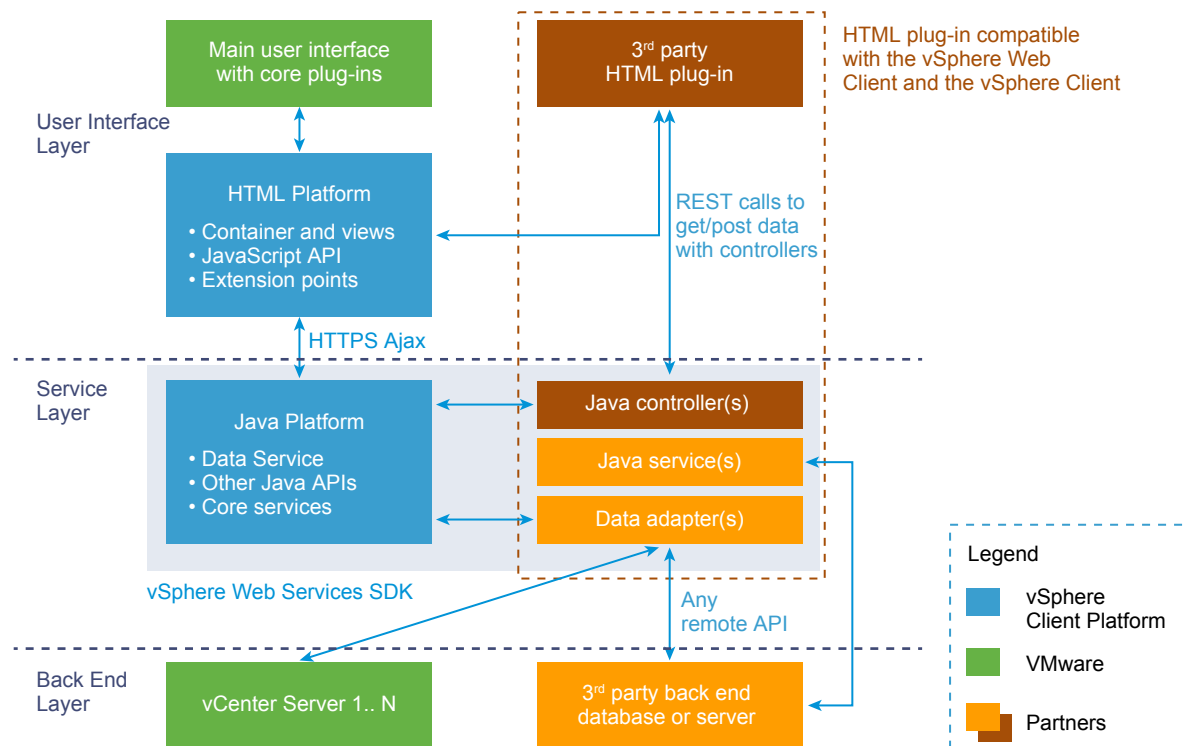 Main user interface
with core plug-ins
3rd party
HTML plug-in
HTML plug-in compatible
with the vSphere Web
Client and the vSphere Client
User Interface
Layer
HTML Platform
• Container and views
• JavaScript API
• Extension points
REST calls to
get/post data
with controllers
HTTPS Ajax
Service
Layer
Java Platform
• Data Service
• Other Java APIs
• Core services
Java controller(s)
Java service(s)
Data adapter(s)
vSphere Web Services SDK
Any
remote API
Back End
Layer
vCenter Server 1.. N
3rd party back end
database or server
Legend
vSphere
Client Platform
VMware
Partners